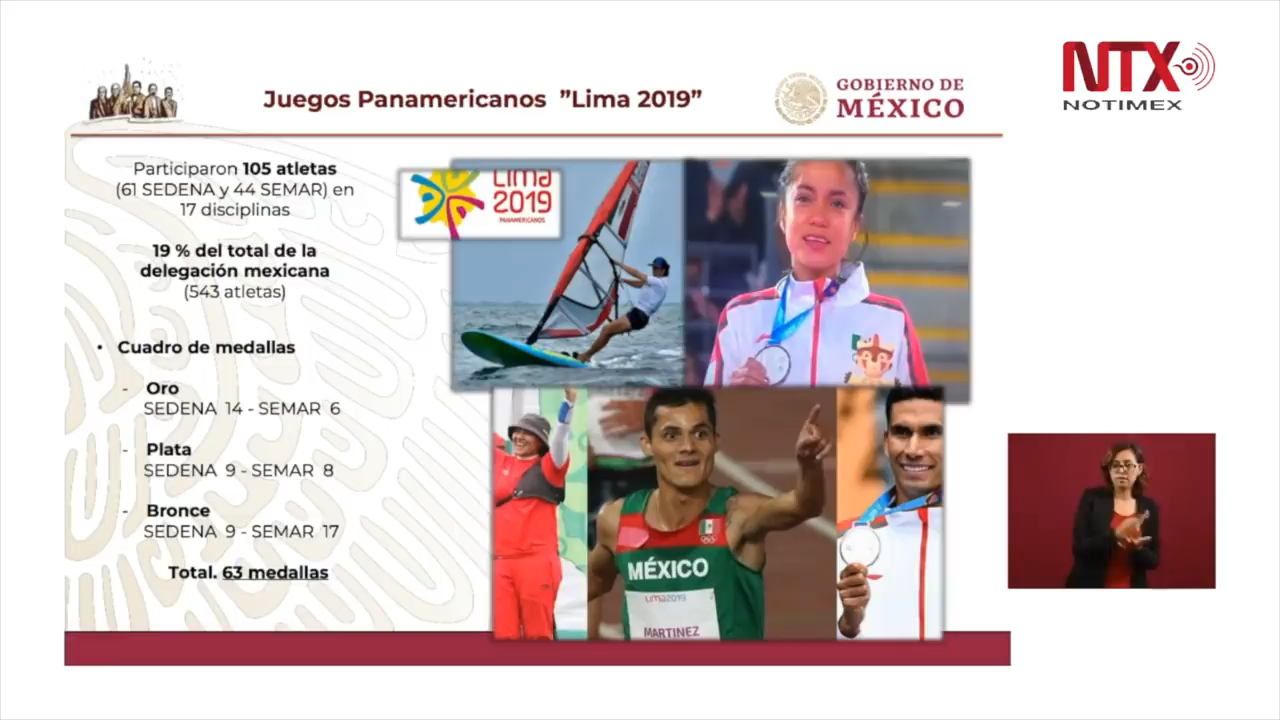 NTX
NOTIMEX
Juegos Panamericanos "Lima 2019"
GOBIERNO DE
MÉXICO
Participaron 105 atletas
(61 SEDENA y 44 SEMAR) en
17 disciplinas
19 % del total de la
delegación mexicana
(543 atletas)
• Cuadro de medallas
- Oro
SEDENA 14 - SEMAR 6
- Plata
SEDENA 9 - SEMAR 8
- Bronce
SEDENA 9 - SEMAR 17
Total. 63 medallas
Lima
2019
PANAMERICANOS
MÉXICO
Lima2019
MARTINEZ